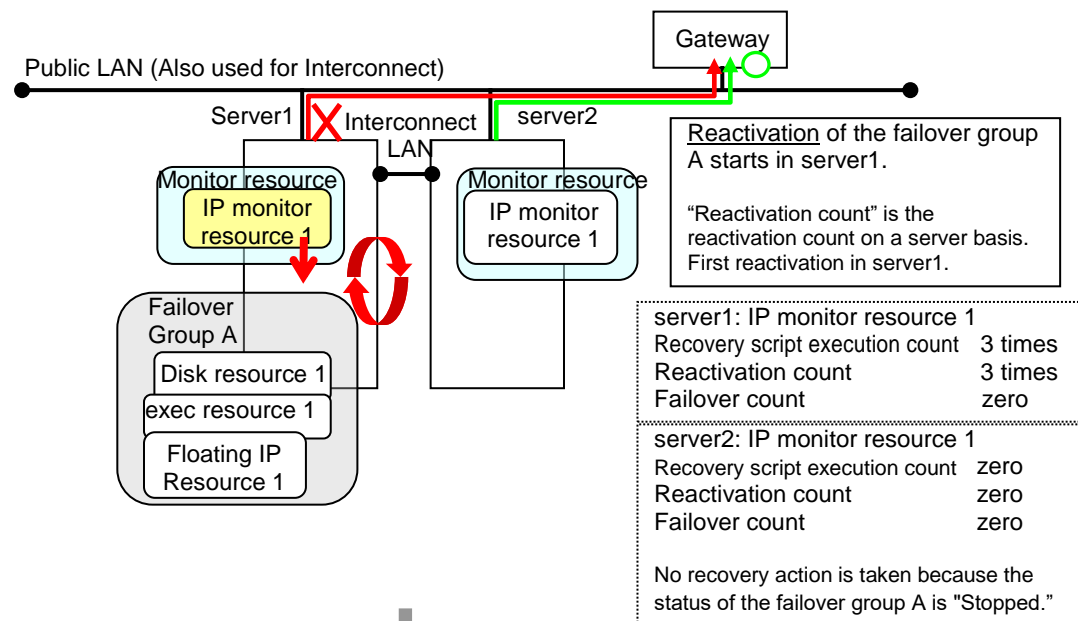 Gateway
Public LAN (Also used for Interconnect)
Server1
Interconnect
LAN
server2
Monitor resource
IP monitor
resource 1
Monitor resource
IP monitor
resource 1
Failover
Group A
Disk resource 1
exec resource 1
Floating IP
Resource 1
Reactivation of the failover group
A starts in server1.
“Reactivation count” is the
reactivation count on a server basis.
First reactivation in server1.
server1: IP monitor resource 1
Recovery script execution count 3 times
Reactivation count 3 times
Failover count zero
server2: IP monitor resource 1
Recovery script execution count zero
Reactivation count zero
Failover count zero
No recovery action is taken because the
status of the failover group A is "Stopped.”